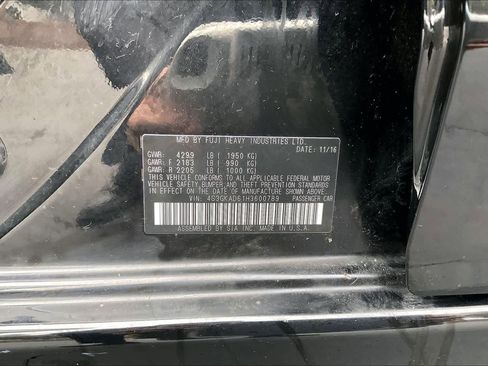 MFD BY FUJI HEAVY INDUSTRIES LTD.
DATE: 11/16
GVWR: 4299 LB ( 1950 KG)
GAWR: F 2183 LB ( 990 KG)
GAWR: R 2205 LB ( 1000 KG)
THIS VEHICLE CONFORMS TO ALL APPLICABLE FEDERAL MOTOR
VEHICLE SAFETY, BUMPER, AND THEFT PREVENTION STANDARDS
IN EFFECT ON THE DATE OF MANUFACTURE SHOWN ABOVE.
VIN: 4S3GKAD61H3600789 PASSENGER CAR
ASSEMBLED BY SIA INC. MADE IN U.S.A.